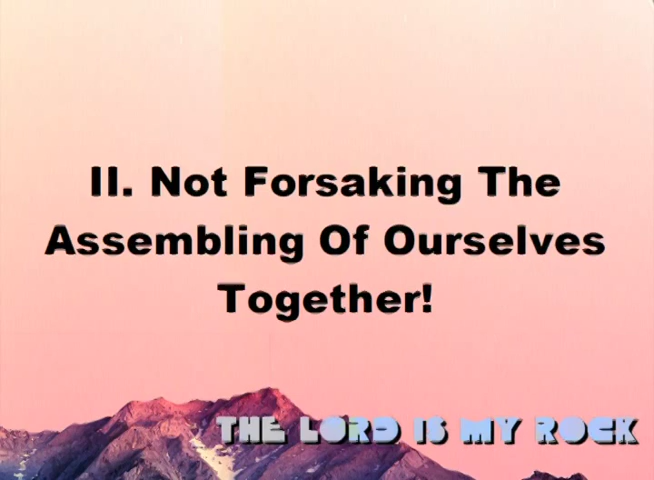 II. Not Forsaking The
Assembling Of Ourselves
Together!
THE LORD IS MY ROCK